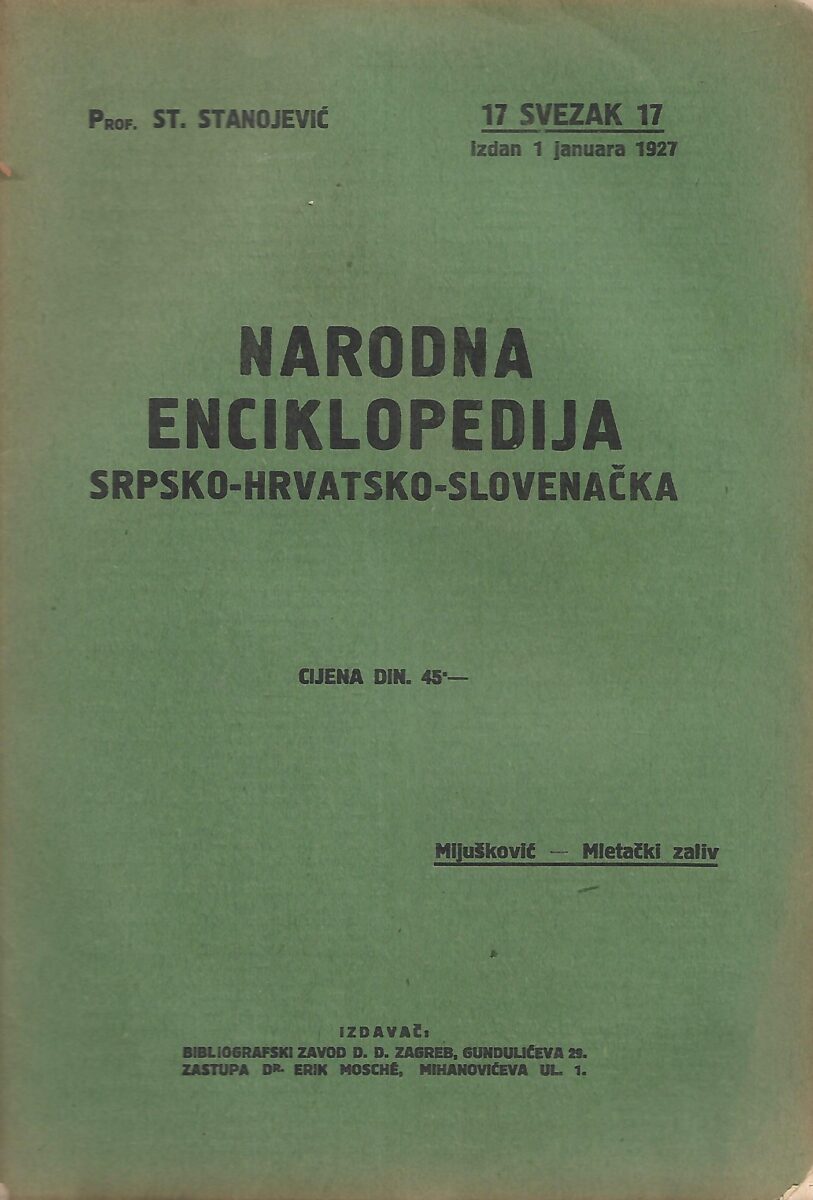 PROF. ST. STANOJEVIĆ
17 SVEZAK 17
Izdan 1 januara 1927
NARODNA
ENCIKLOPEDIJA
SRPSKO-HRVATSKO-SLOVENAČKA
CIJENA DIN. 45·—
Mijušković — Mletački zaliv
IZDAVAČ:
BIBLIOGRAFSKI ZAVOD D. D. ZAGREB, GUNDULIĆEVA 29.
ZASTUPA DR. ERIK MOSCHÉ, MIHANOVIĆEVA UL. 1.